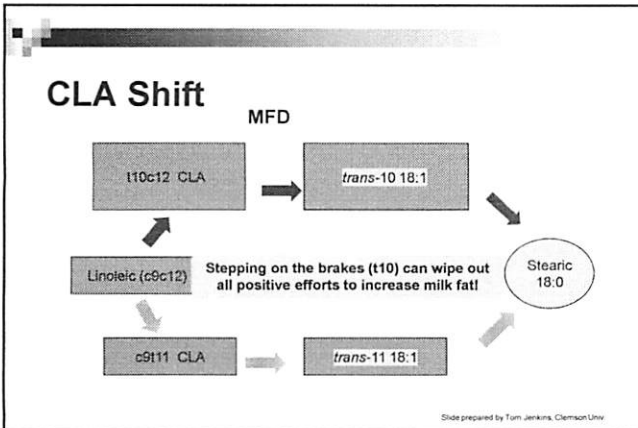 CLA Shift
MFD
t10c12 CLA
trans-10 18:1
Linoleic (c9c12)
Stepping on the brakes (t10) can wipe out
all positive efforts to increase milk fat!
Stearic
18:0
c9t11 CLA
trans-11 18:1
Slide prepared by Tom Jenkins, Clemson Univ.